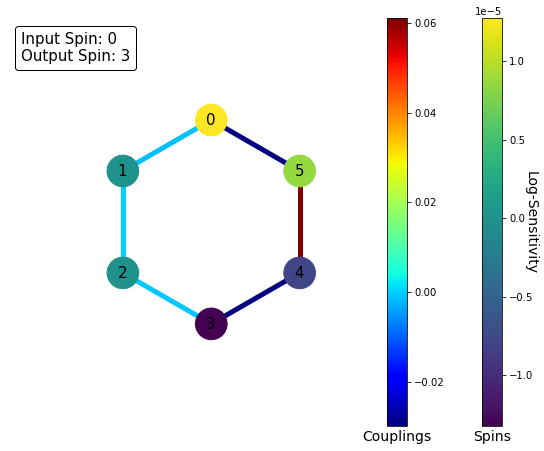 Input Spin: 0
Output Spin: 3
0
1
5
2
4
3
0.06
0.04
0.02
0.00
−0.02
Couplings
1e−5
1.0
0.5
0.0
−0.5
−1.0
Log-Sensitivity
Spins